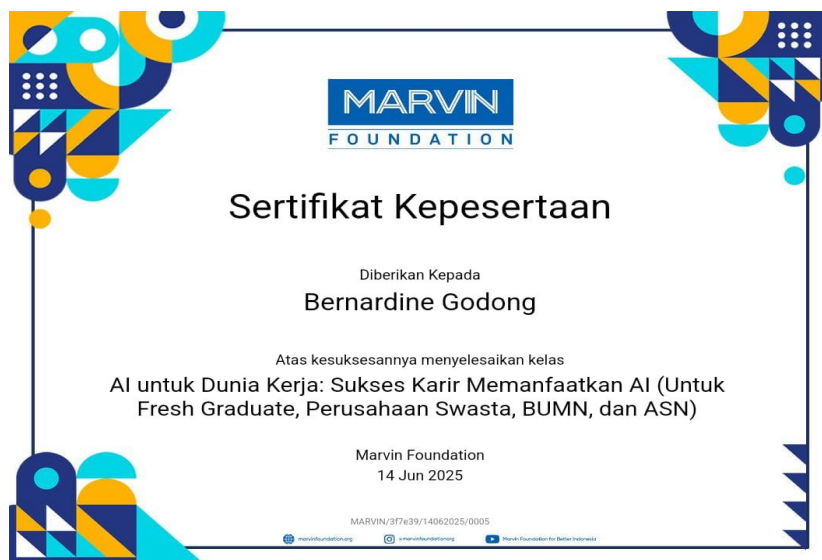 MARVIN
FOUNDATION
Sertifikat Kepesertaan
Diberikan Kepada
Bernardine Godong
Atas kesuksesannya menyelesaikan kelas
AI untuk Dunia Kerja: Sukses Karir Memanfaatkan AI (Untuk
Fresh Graduate, Perusahaan Swasta, BUMN, dan ASN)
Marvin Foundation
14 Jun 2025
MARVIN/3f7e39/14062025/0005
marvinfoundation.org
Marvin Foundation for Better Indonesia